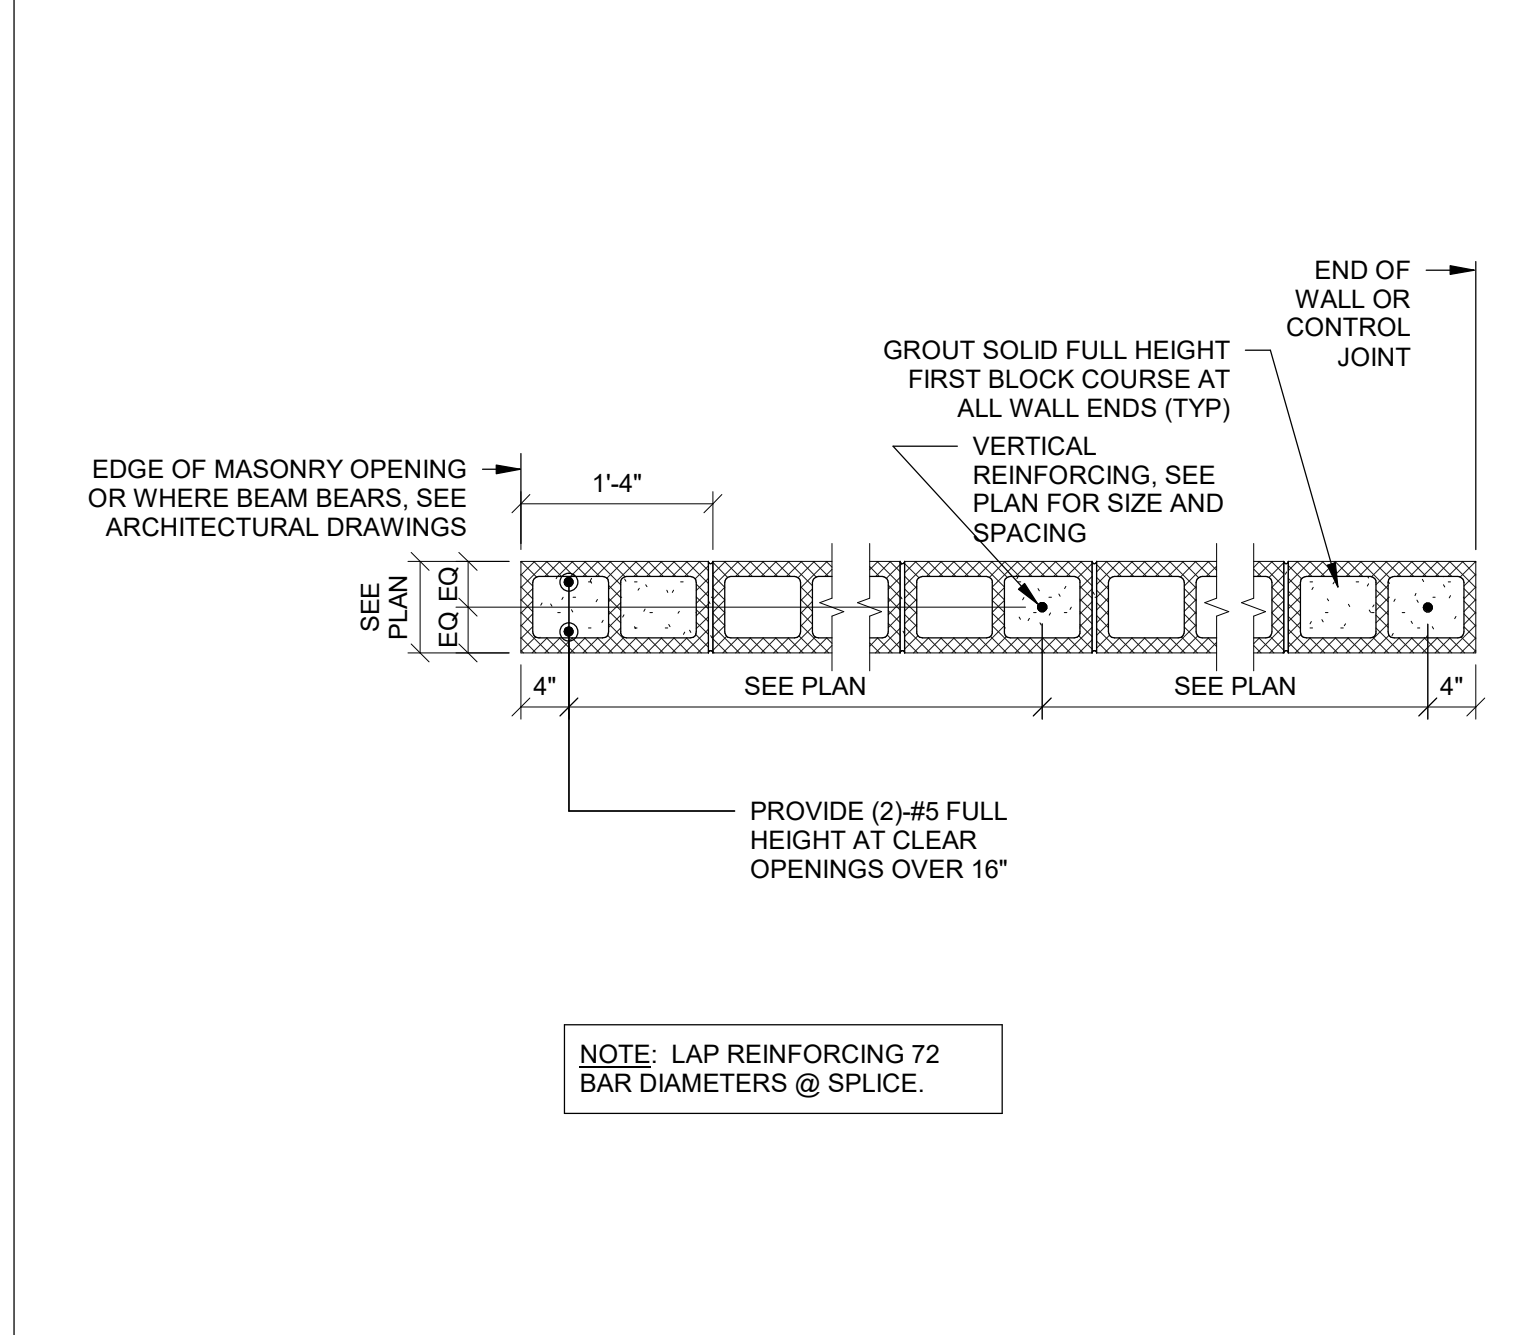 END OF
WALL OR
CONTROL
JOINT
GROUT SOLID FULL HEIGHT
FIRST BLOCK COURSE AT
ALL WALL ENDS (TYP)
VERTICAL
REINFORCING, SEE
PLAN FOR SIZE AND
SPACING
EDGE OF MASONRY OPENING
OR WHERE BEAM BEARS, SEE
ARCHITECTURAL DRAWINGS
1'-4"
SEE
PLAN
EQ
EQ
4"
SEE PLAN
SEE PLAN
4"
PROVIDE (2)-#5 FULL
HEIGHT AT CLEAR
OPENINGS OVER 16"
NOTE: LAP REINFORCING 72
BAR DIAMETERS @ SPLICE.